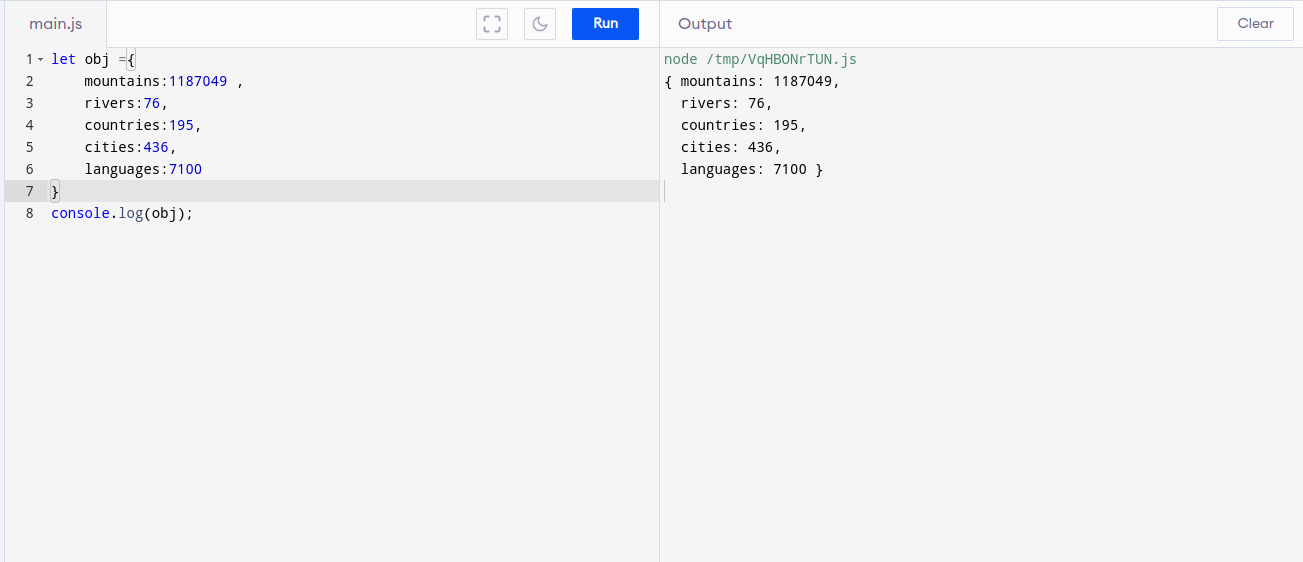 main.js
Run
Output
Clear
1 let obj ={
2 mountains:1187049 ,
3 rivers:76,
4 countries:195,
5 cities:436,
6 languages:7100
7 }
8 console.log(obj);
node /tmp/VqHBONrTUN.js
{ mountains: 1187049,
rivers: 76,
countries: 195,
cities: 436,
languages: 7100 }